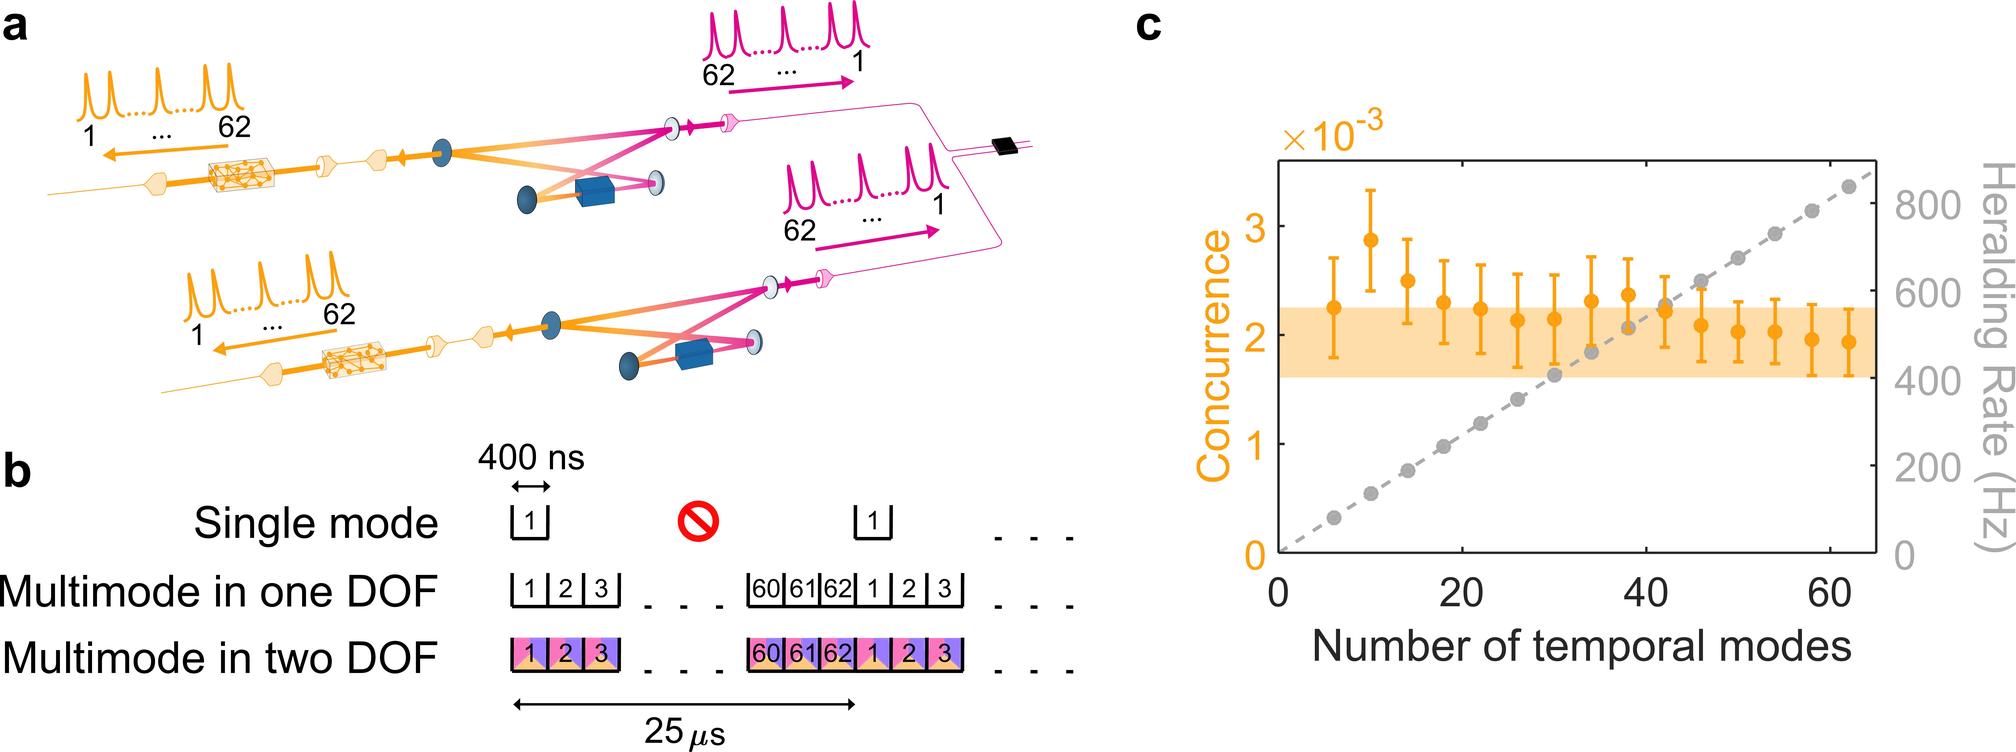 a
62 ... 1
1 ... 62
62 ... 1
1 ... 62
b
400 ns
Single mode 1 1 - - -
Multimode in one DOF 1 2 3 - - - 60 61 62 1 2 3 - - -
Multimode in two DOF 1 2 3 - - - 60 61 62 1 2 3 - - -
25 μs
c
×10⁻³
Concurrence
3
2
1
0
Heralding Rate (Hz)
800
600
400
200
0
0 20 40 60
Number of temporal modes